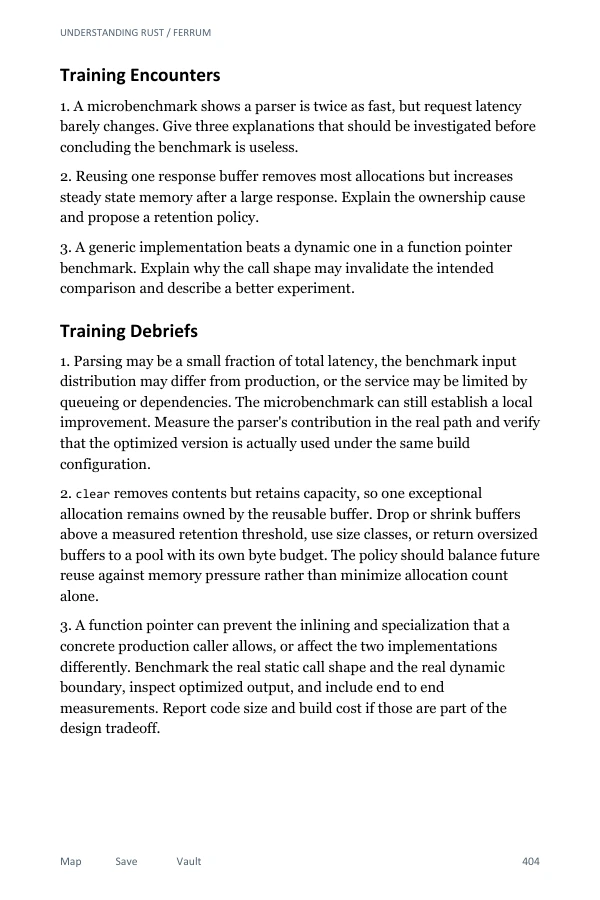 UNDERSTANDING RUST / FERRUM
Training Encounters
1. A microbenchmark shows a parser is twice as fast, but request latency
barely changes. Give three explanations that should be investigated before
concluding the benchmark is useless.
2. Reusing one response buffer removes most allocations but increases
steady state memory after a large response. Explain the ownership cause
and propose a retention policy.
3. A generic implementation beats a dynamic one in a function pointer
benchmark. Explain why the call shape may invalidate the intended
comparison and describe a better experiment.
Training Debriefs
1. Parsing may be a small fraction of total latency, the benchmark input
distribution may differ from production, or the service may be limited by
queueing or dependencies. The microbenchmark can still establish a local
improvement. Measure the parser's contribution in the real path and verify
that the optimized version is actually used under the same build
configuration.
2. clear removes contents but retains capacity, so one exceptional
allocation remains owned by the reusable buffer. Drop or shrink buffers
above a measured retention threshold, use size classes, or return oversized
buffers to a pool with its own byte budget. The policy should balance future
reuse against memory pressure rather than minimize allocation count
alone.
3. A function pointer can prevent the inlining and specialization that a
concrete production caller allows, or affect the two implementations
differently. Benchmark the real static call shape and the real dynamic
boundary, inspect optimized output, and include end to end
measurements. Report code size and build cost if those are part of the
design tradeoff.
Map Save Vault 404